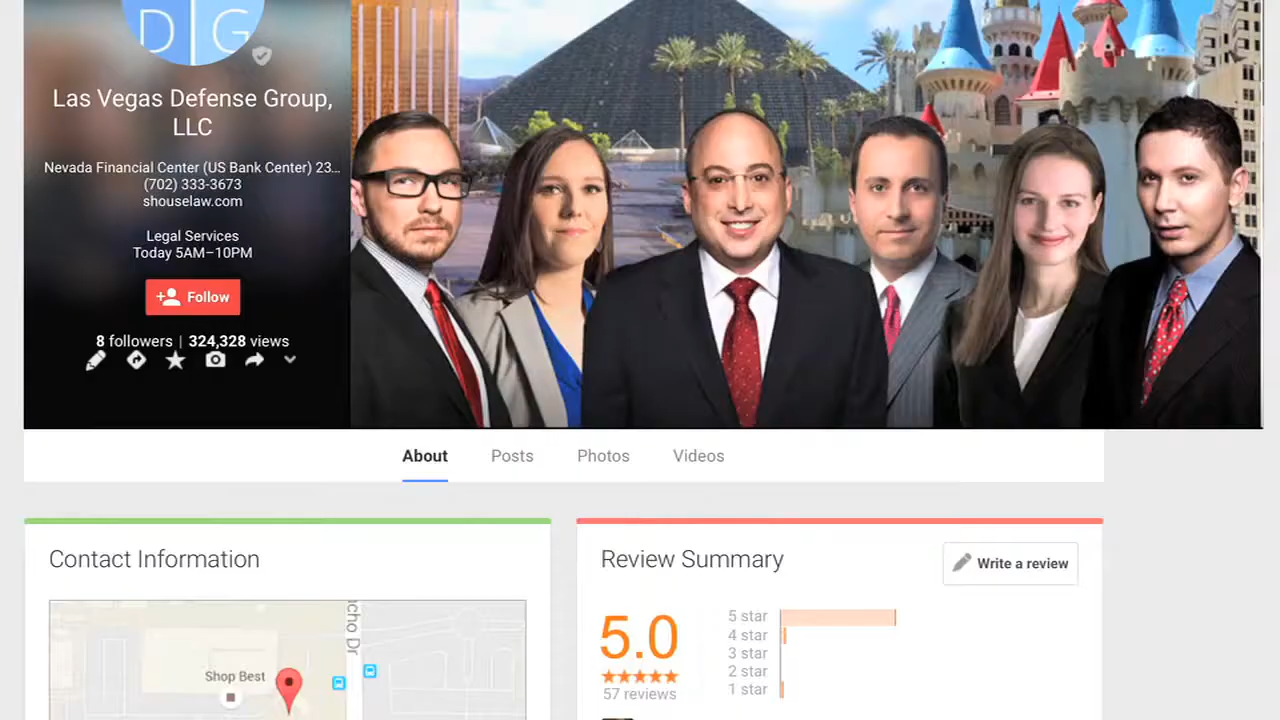 D|G
Las Vegas Defense Group,
LLC
Nevada Financial Center (US Bank Center) 23...
(702) 333-3673
shouselaw.com
Legal Services
Today 5AM–10PM
Follow
8 followers | 324,328 views
About Posts Photos Videos
Contact Information
cho Dr
Shop Best
Review Summary
Write a review
5.0
57 reviews
5 star
4 star
3 star
2 star
1 star